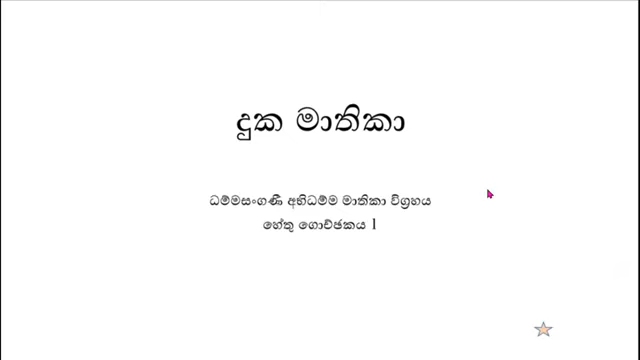 දුක මාතිකා
ධම්මසංගණී අභිධම්ම මාතිකා විග්‍රහය
හේතු ගොච්ඡකය 1